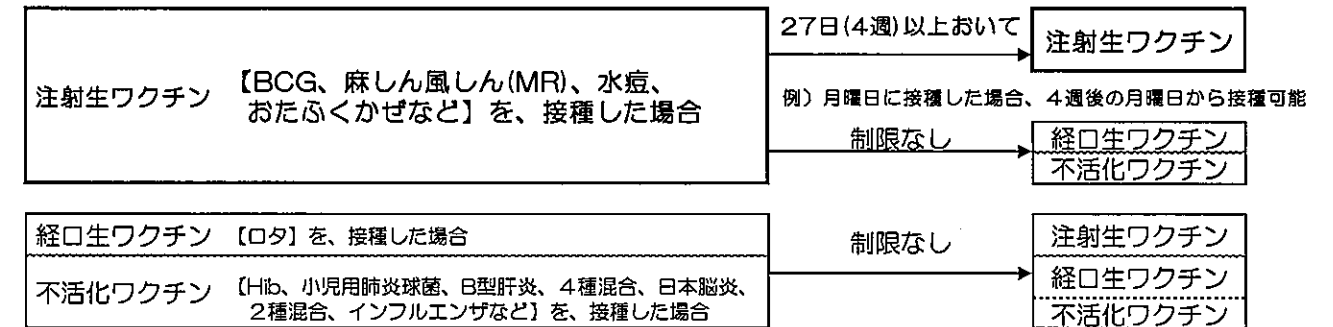 注射生ワクチン 【BCG、麻しん風しん(MR)、水痘、
おたふくかぜなど】を、接種した場合
27日(4週)以上おいて
注射生ワクチン
例）月曜日に接種した場合、4週後の月曜日から接種可能
制限なし
経口生ワクチン
不活化ワクチン
経口生ワクチン 【ロタ】を、接種した場合
不活化ワクチン 【Hib、小児用肺炎球菌、B型肝炎、4種混合、日本脳炎、
2種混合、インフルエンザなど】を、接種した場合
制限なし
注射生ワクチン
経口生ワクチン
不活化ワクチン